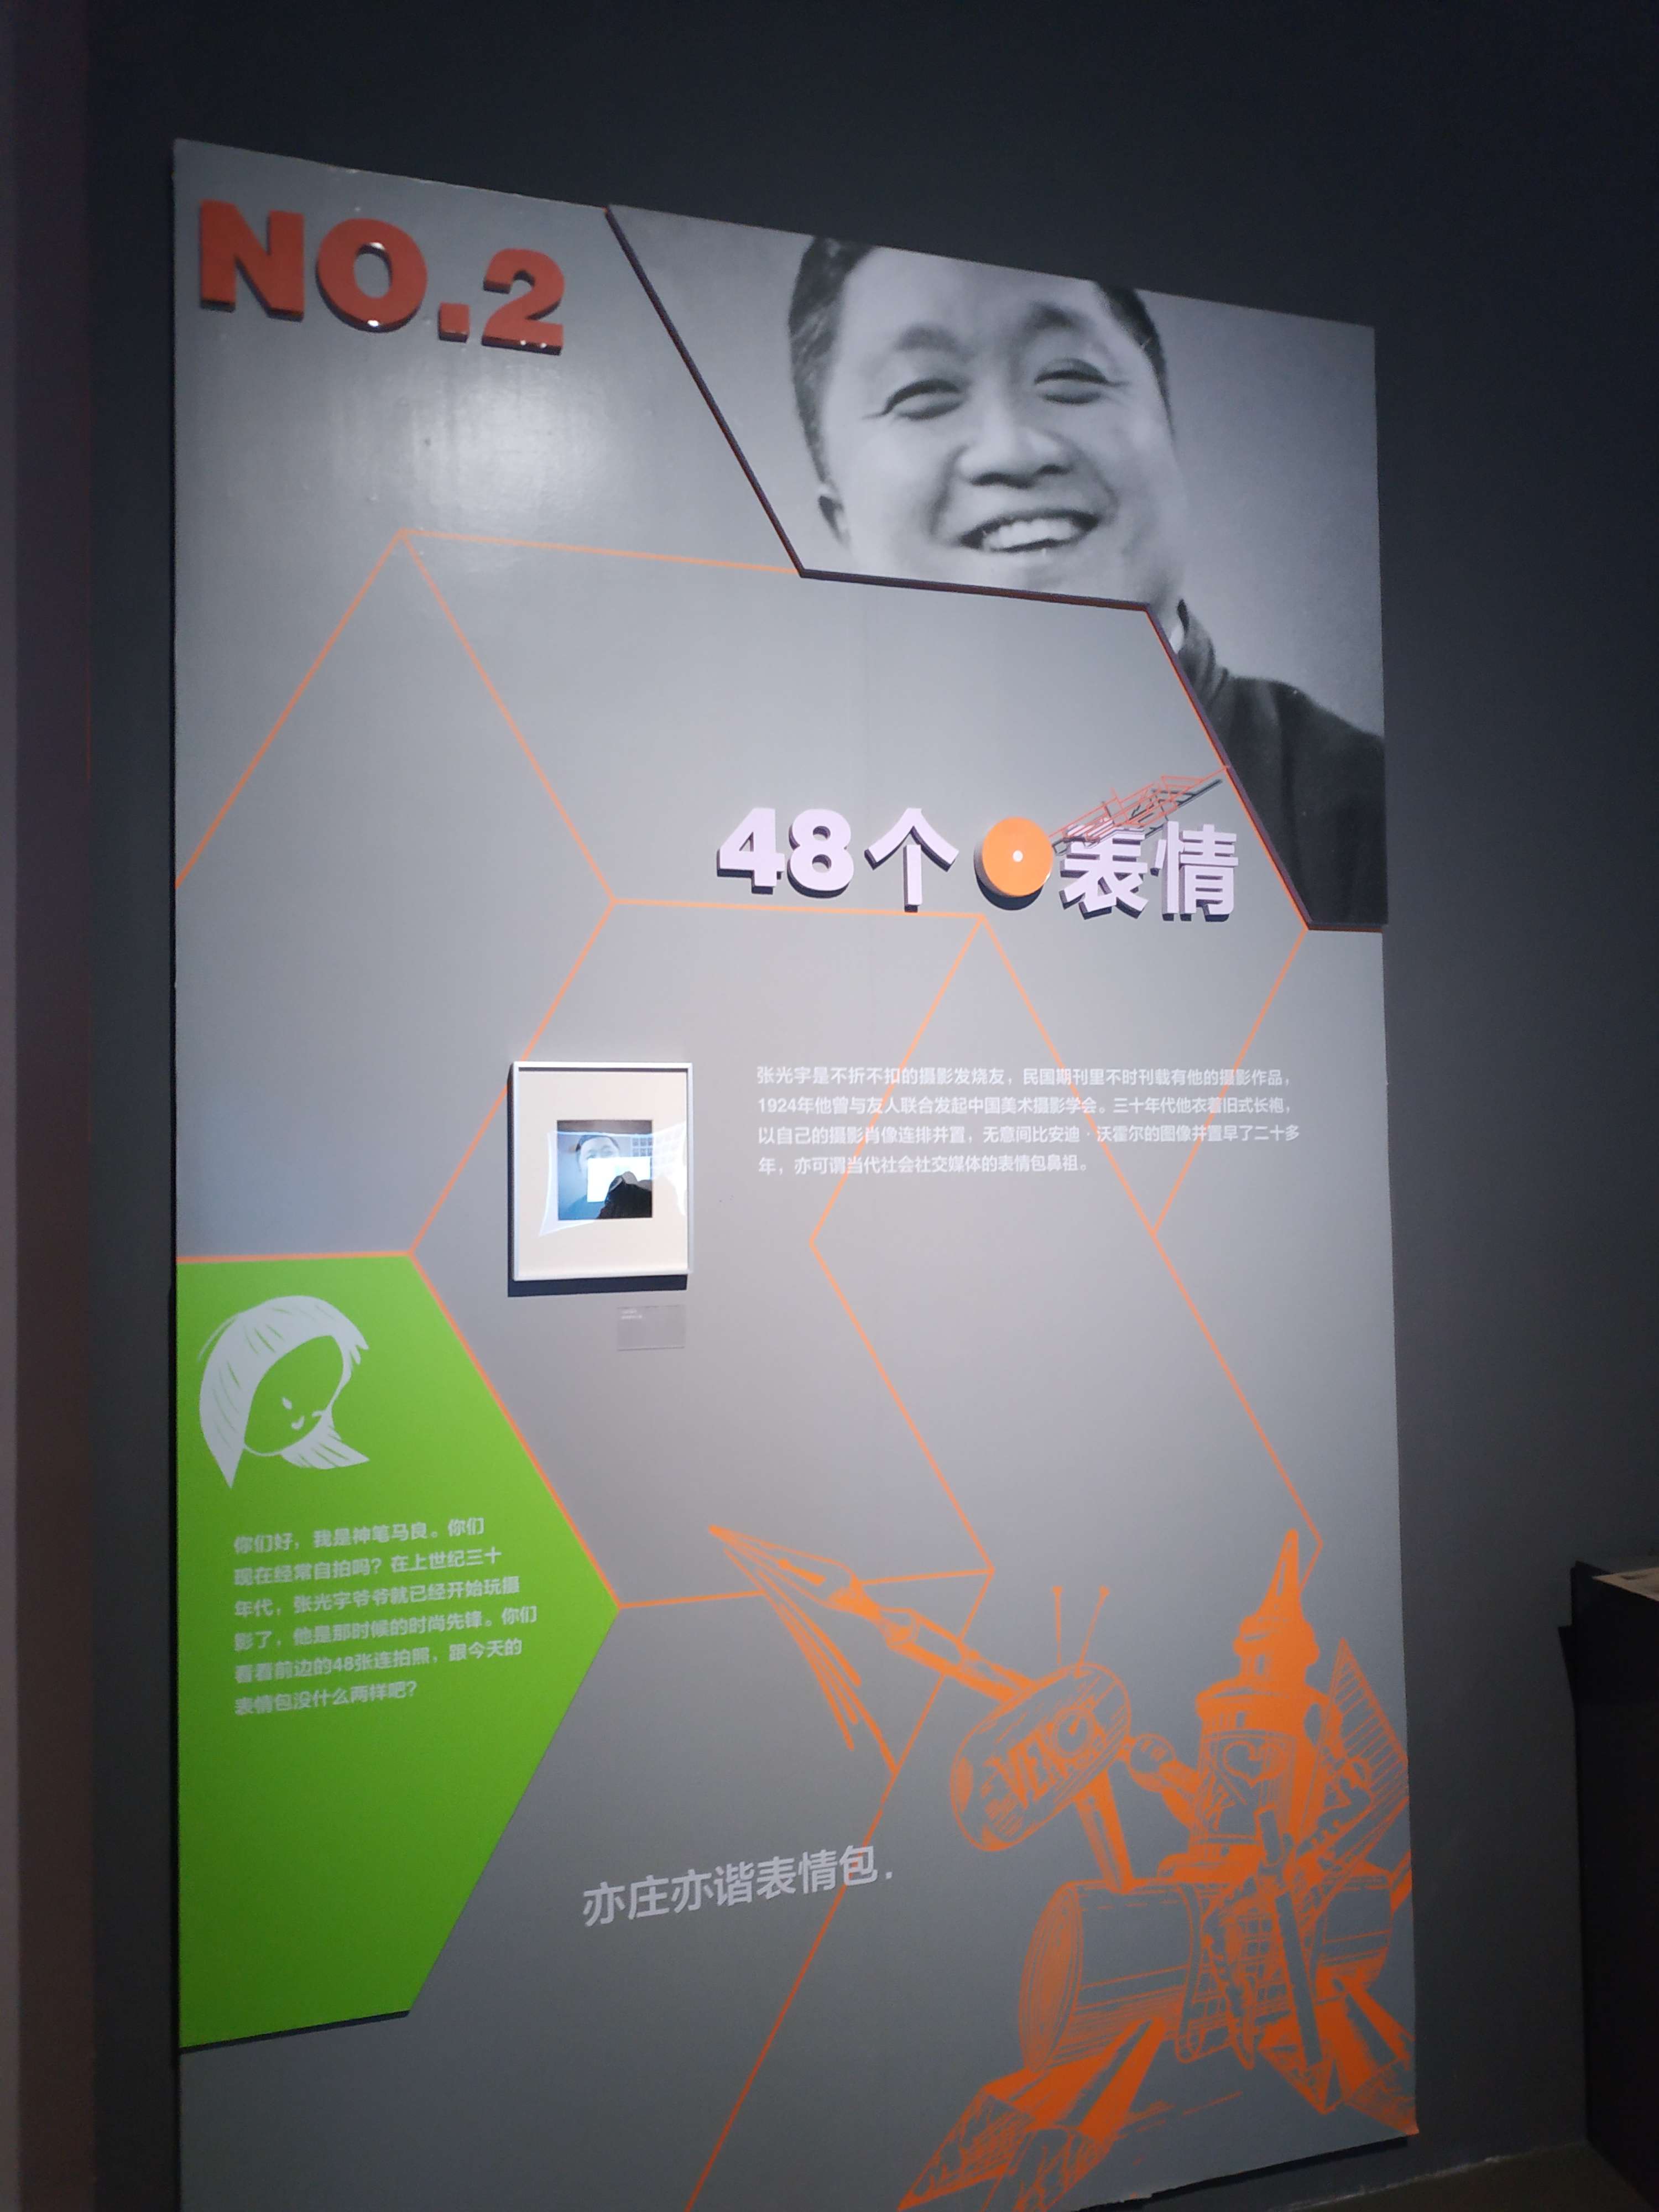 NO.2
48个表情
张光宇是不折不扣的摄影发烧友，民国期刊里不时刊载有他的摄影作品，
1924年他曾与友人联合发起中国美术摄影学会。三十年代他衣着旧式长袍，
以自己的摄影肖像连排并置，无意间比安迪·沃霍尔的图像并置早了二十多
年，亦可谓当代社会社交媒体的表情包鼻祖。
你们好，我是神笔马良。你们
现在经常自拍吗？在上世纪三十
年代，张光宇爷爷就已经开始玩摄
影了，他是那时候的时尚先锋。你们
看看前边的48张连拍照，跟今天的
表情包没什么两样吧？
亦庄亦谐表情包.